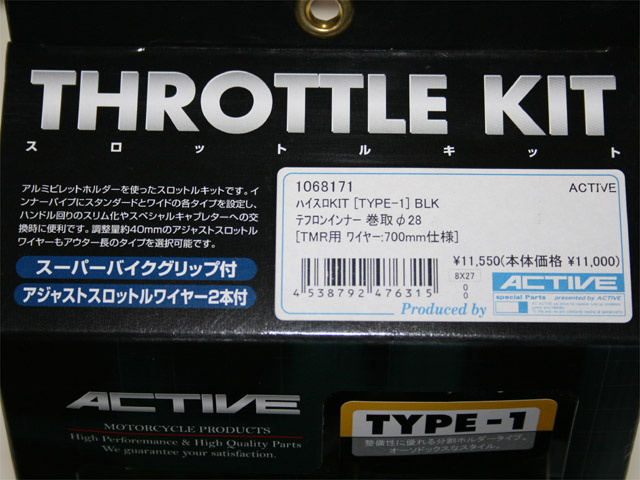 THROTTLE KIT
スロットルキット
アルミビレットホルダーを使ったスロットルキットです。イ
ンナーパイプにスタンダードとワイドの各タイプを設定し、
ハンドル回りのスリム化やスペシャルキャブレターへの交
換時に便利です。調整量約40mmのアジャストスロットル
ワイヤーもアウター長のタイプを選択可能です。
スーパーバイクグリップ付
アジャストスロットルワイヤー2本付
1068171 ACTIVE
ハイスロKIT [TYPE-1] BLK
テフロンインナー 巻取φ28
[TMR用 ワイヤー:700mm仕様]
¥11,550(本体価格 ¥11,000)
4 538792 476315
BX27
0
0
ACTIVE
special Parts presented by ACTIVE
Produced by
ACTIVE
MOTORCYCLE PRODUCTS
High Performance & High Quality Parts
We guarantee your satisfaction.
TYPE-1
整備性に優れる分割ホルダータイプ。
オーソドックスなスタイル。